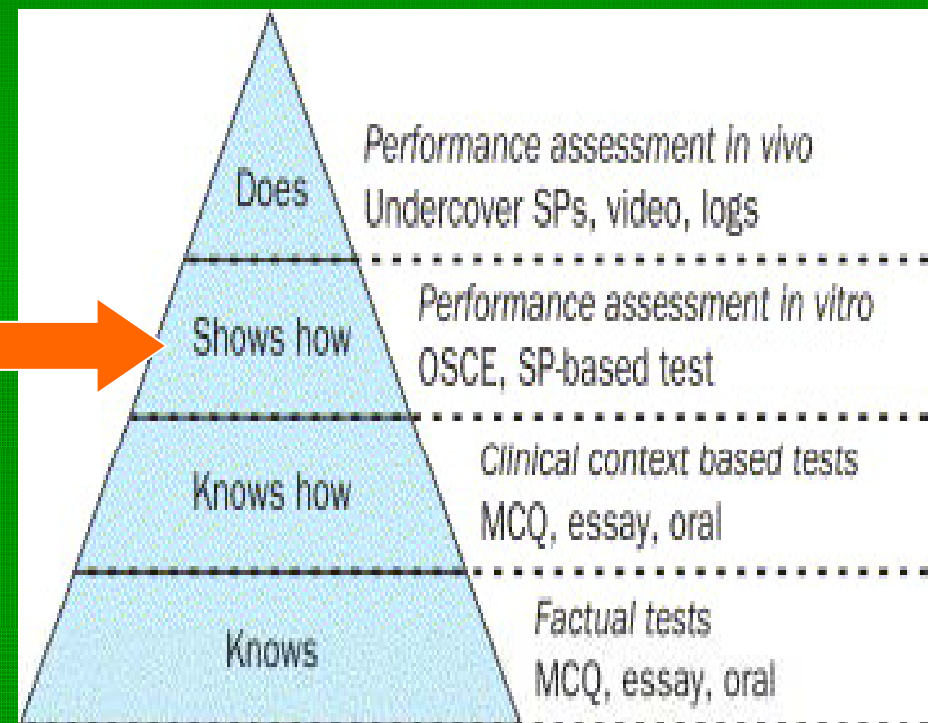 Does
Performance assessment in vivo
Undercover SPs, video, logs
Shows how
Performance assessment in vitro
OSCE, SP-based test
Knows how
Clinical context based tests
MCQ, essay, oral
Knows
Factual tests
MCQ, essay, oral